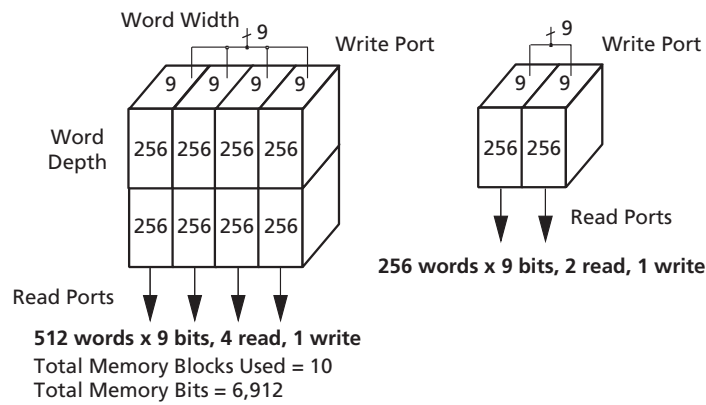 Word Width
9
Write Port
9 9 9 9
Word
Depth
256 256 256 256
256 256 256 256
Read Ports
512 words x 9 bits, 4 read, 1 write
Total Memory Blocks Used = 10
Total Memory Bits = 6,912
9
Write Port
9 9
256 256
Read Ports
256 words x 9 bits, 2 read, 1 write